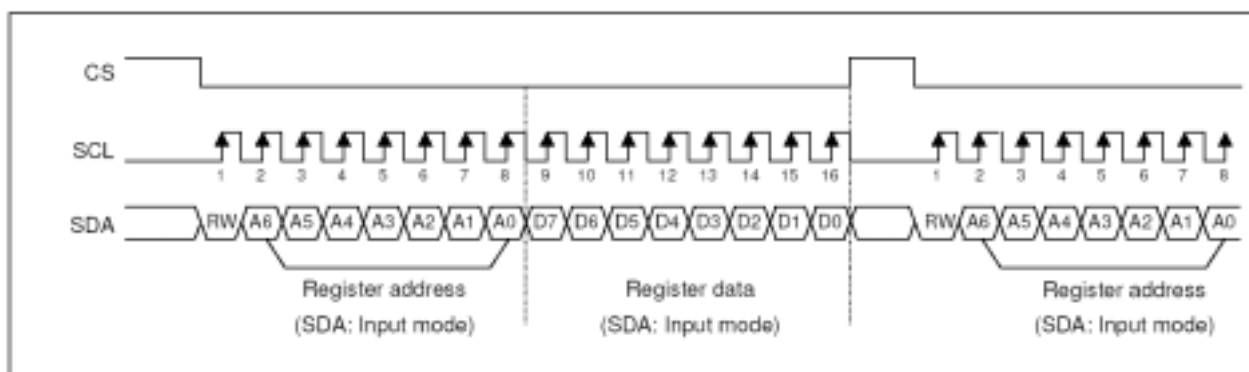 CS
SCL
1 2 3 4 5 6 7 8 9 10 11 12 13 14 15 16 1 2 3 4 5 6 7 8
SDA RW A6 A5 A4 A3 A2 A1 A0 D7 D6 D5 D4 D3 D2 D1 D0 RW A6 A5 A4 A3 A2 A1 A0
Register address Register data Register address
(SDA: Input mode) (SDA: Input mode) (SDA: Input mode)